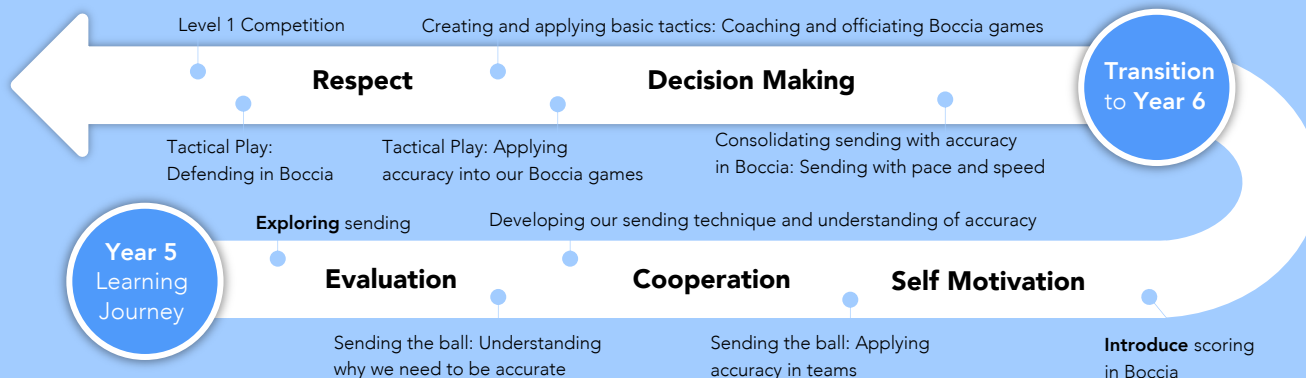 Level 1 Competition
Creating and applying basic tactics: Coaching and officiating Boccia games
Respect
Decision Making
Transition
to Year 6
Tactical Play:
Defending in Boccia
Tactical Play: Applying
accuracy into our Boccia games
Consolidating sending with accuracy
in Boccia: Sending with pace and speed
Year 5
Learning
Journey
Exploring sending
Developing our sending technique and understanding of accuracy
Evaluation
Cooperation
Self Motivation
Sending the ball: Understanding
why we need to be accurate
Sending the ball: Applying
accuracy in teams
Introduce scoring
in Boccia